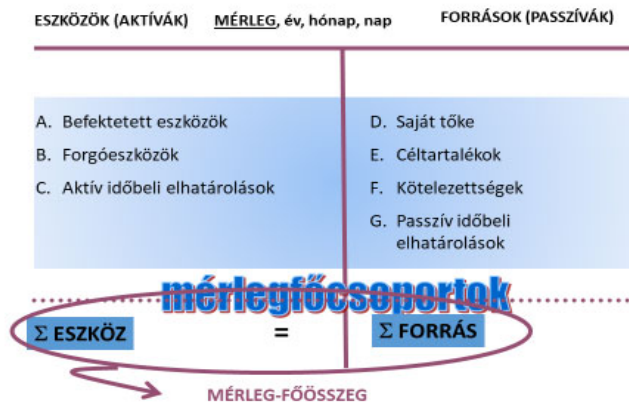 ESZKÖZÖK (AKTÍVÁK) MÉRLEG, év, hónap, nap FORRÁSOK (PASSZÍVÁK)
A. Befektetett eszközök
B. Forgóeszközök
C. Aktív időbeli elhatárolások
D. Saját tőke
E. Céltartalékok
F. Kötelezettségek
G. Passzív időbeli
elhatárolások
mérlegfőcsoportok
Σ ESZKÖZ = Σ FORRÁS
MÉRLEG-FŐÖSSZEG